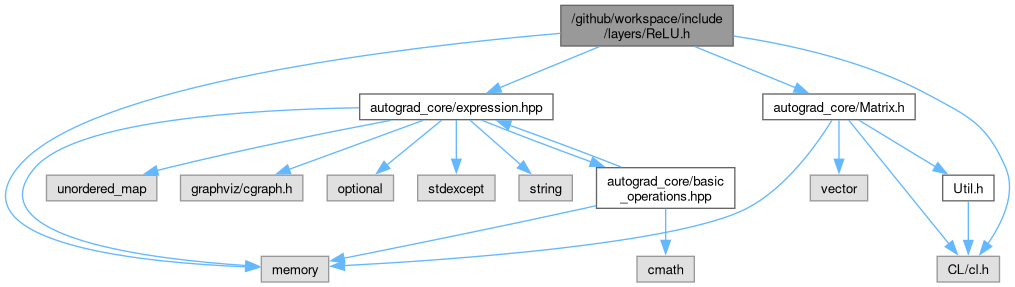 /github/workspace/include
/layers/ReLU.h
autograd_core/expression.hpp
autograd_core/Matrix.h
unordered_map
graphviz/cgraph.h
optional
stdexcept
string
autograd_core/basic
_operations.hpp
vector
Util.h
memory
cmath
CL/cl.h